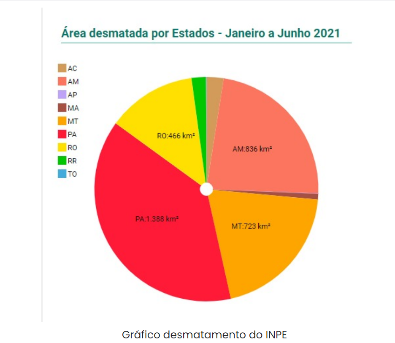 Área desmatada por Estados - Janeiro a Junho 2021
AC
AM
AP
MA
MT
PA
RO
RR
TO
RO:466 km²
AM:836 km²
PA:1.388 km²
MT:723 km²
Gráfico desmatamento do INPE